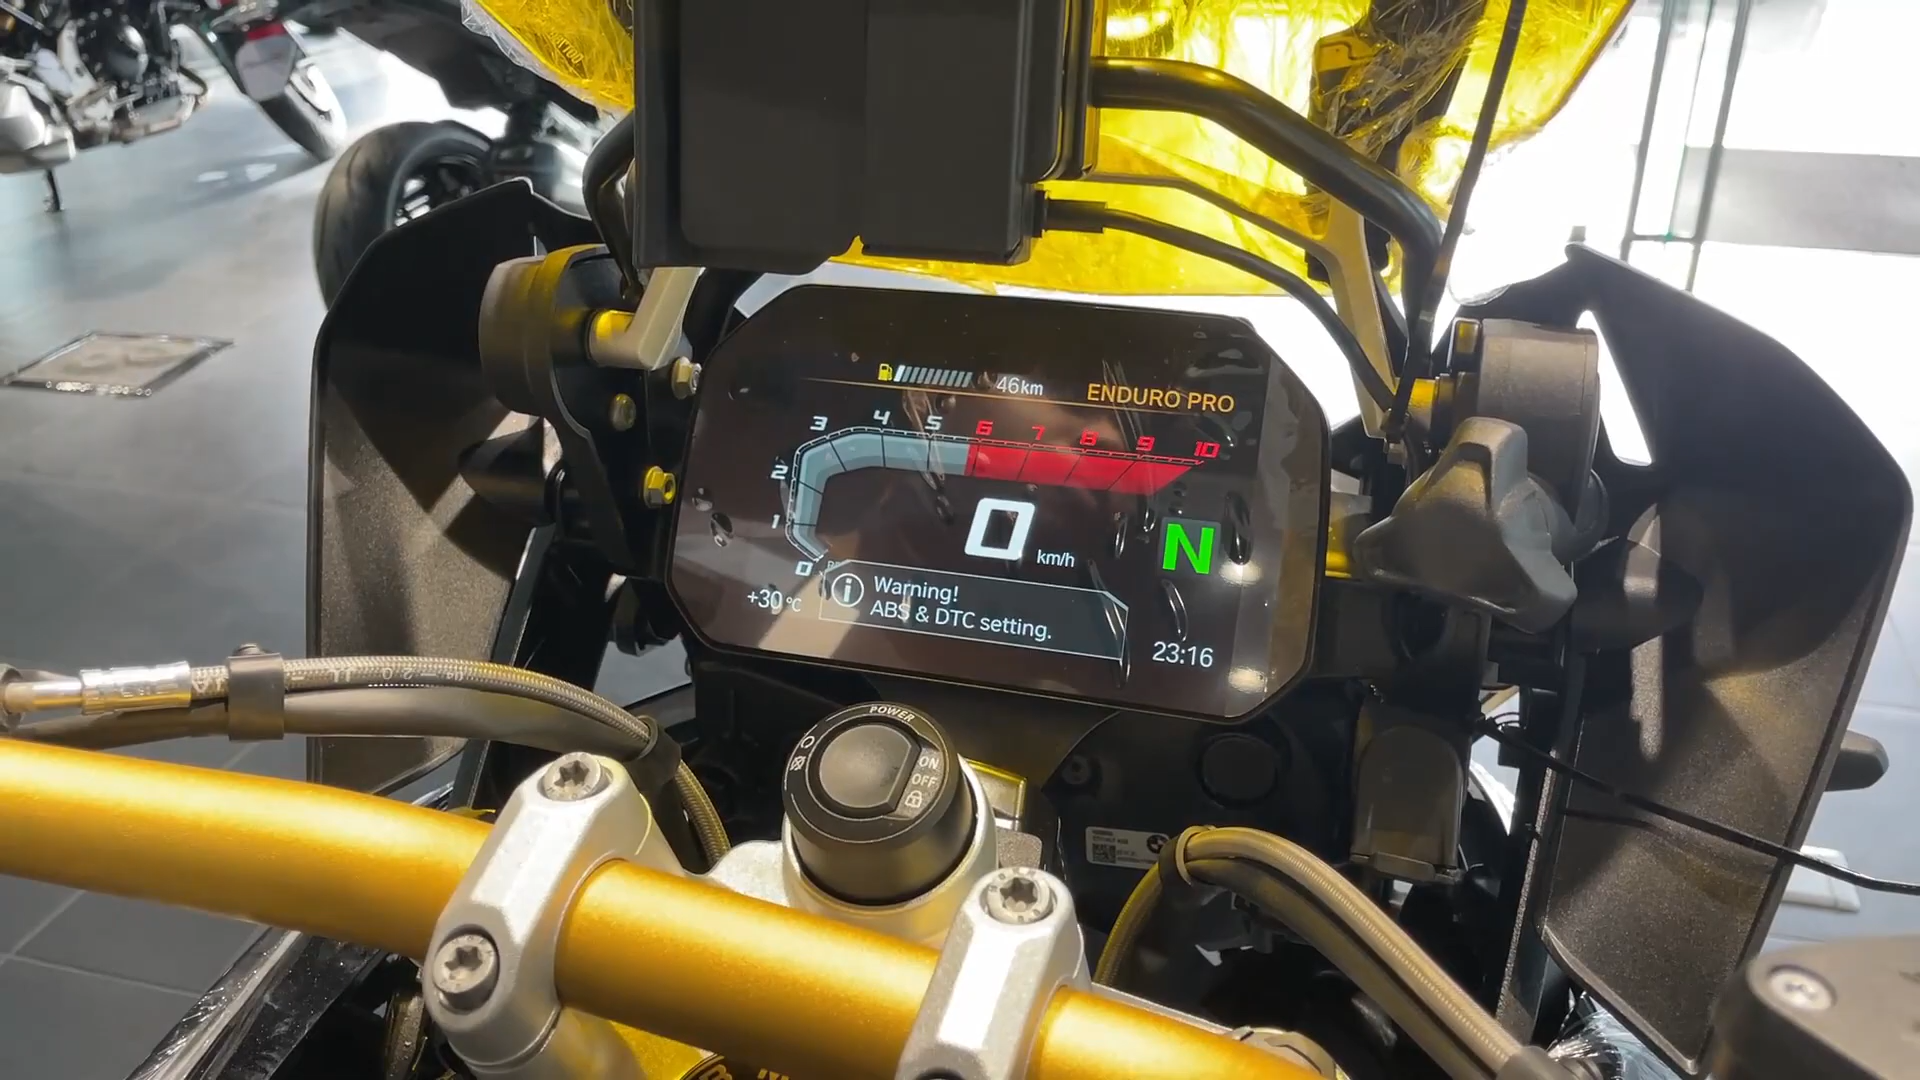 46km
ENDURO PRO
3 4 5 6 7 8 9 10
2
1
0
0 km/h
N
Warning!
ABS & DTC setting.
+30 °C
23:16
POWER
ON
OFF